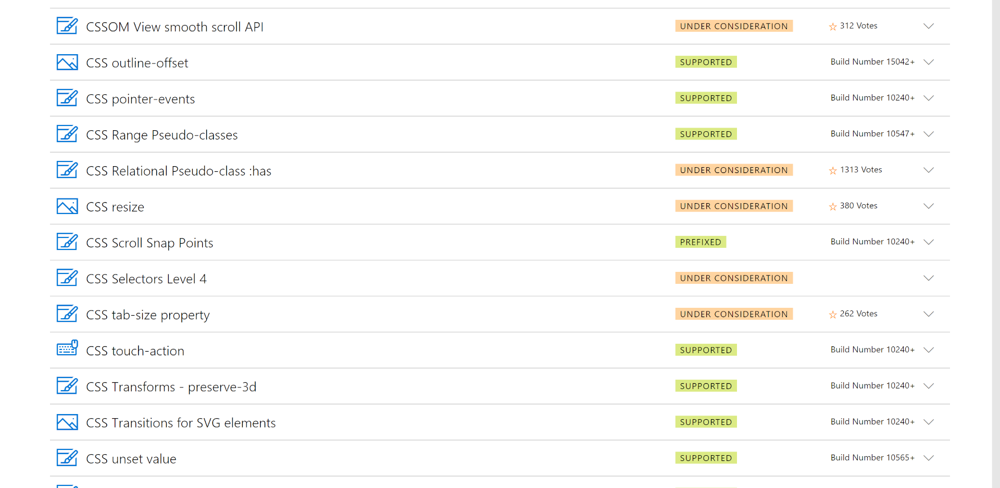 CSSOM View smooth scroll API UNDER CONSIDERATION 312 Votes
CSS outline-offset SUPPORTED Build Number 15042+
CSS pointer-events SUPPORTED Build Number 10240+
CSS Range Pseudo-classes SUPPORTED Build Number 10547+
CSS Relational Pseudo-class :has UNDER CONSIDERATION 1313 Votes
CSS resize UNDER CONSIDERATION 380 Votes
CSS Scroll Snap Points PREFIXED Build Number 10240+
CSS Selectors Level 4 UNDER CONSIDERATION
CSS tab-size property UNDER CONSIDERATION 262 Votes
CSS touch-action SUPPORTED Build Number 10240+
CSS Transforms - preserve-3d SUPPORTED Build Number 10240+
CSS Transitions for SVG elements SUPPORTED Build Number 10240+
CSS unset value SUPPORTED Build Number 10565+